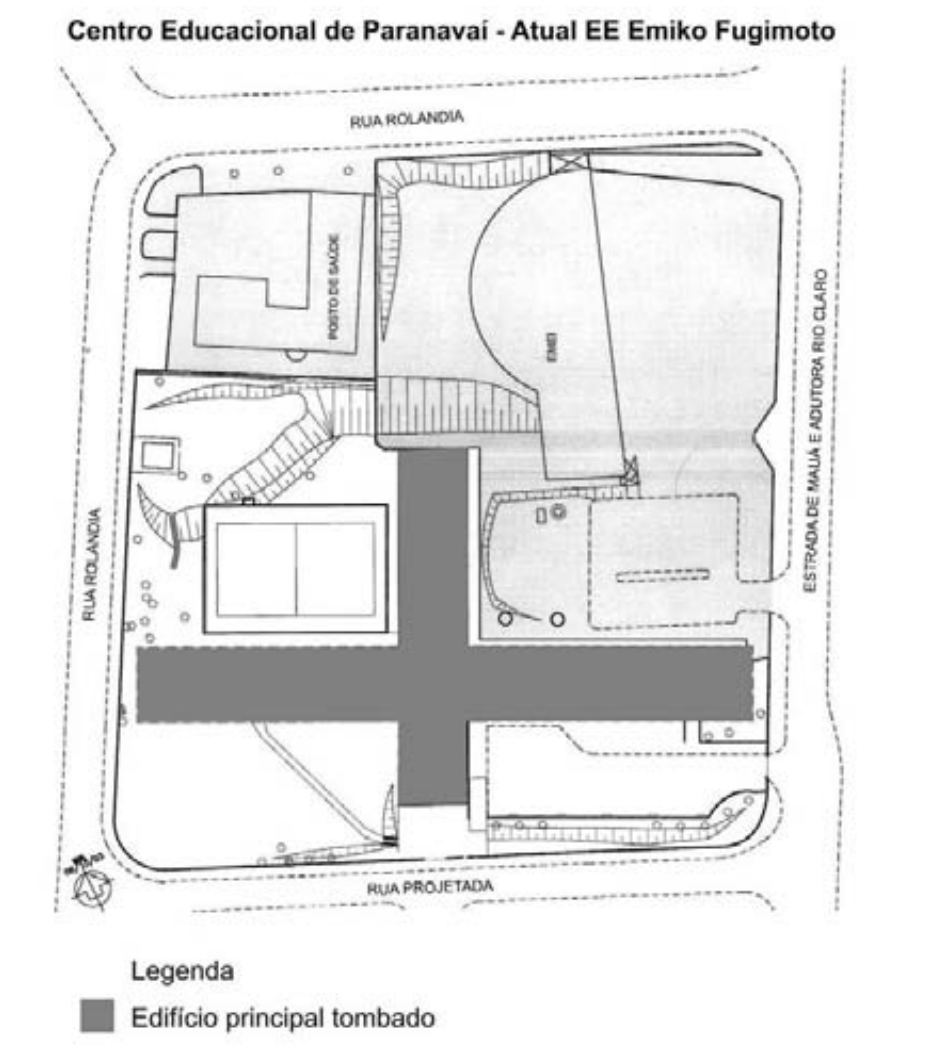 Centro Educacional de Paranavaí - Atual EE Emiko Fugimoto
RUA ROLANDIA
POSTO DE SAÚDE
EMEI
ESTRADA DE MAUÁ E ADUTORA RIO CLARO
RUA ROLANDIA
RUA PROJETADA
Legenda
Edifício principal tombado